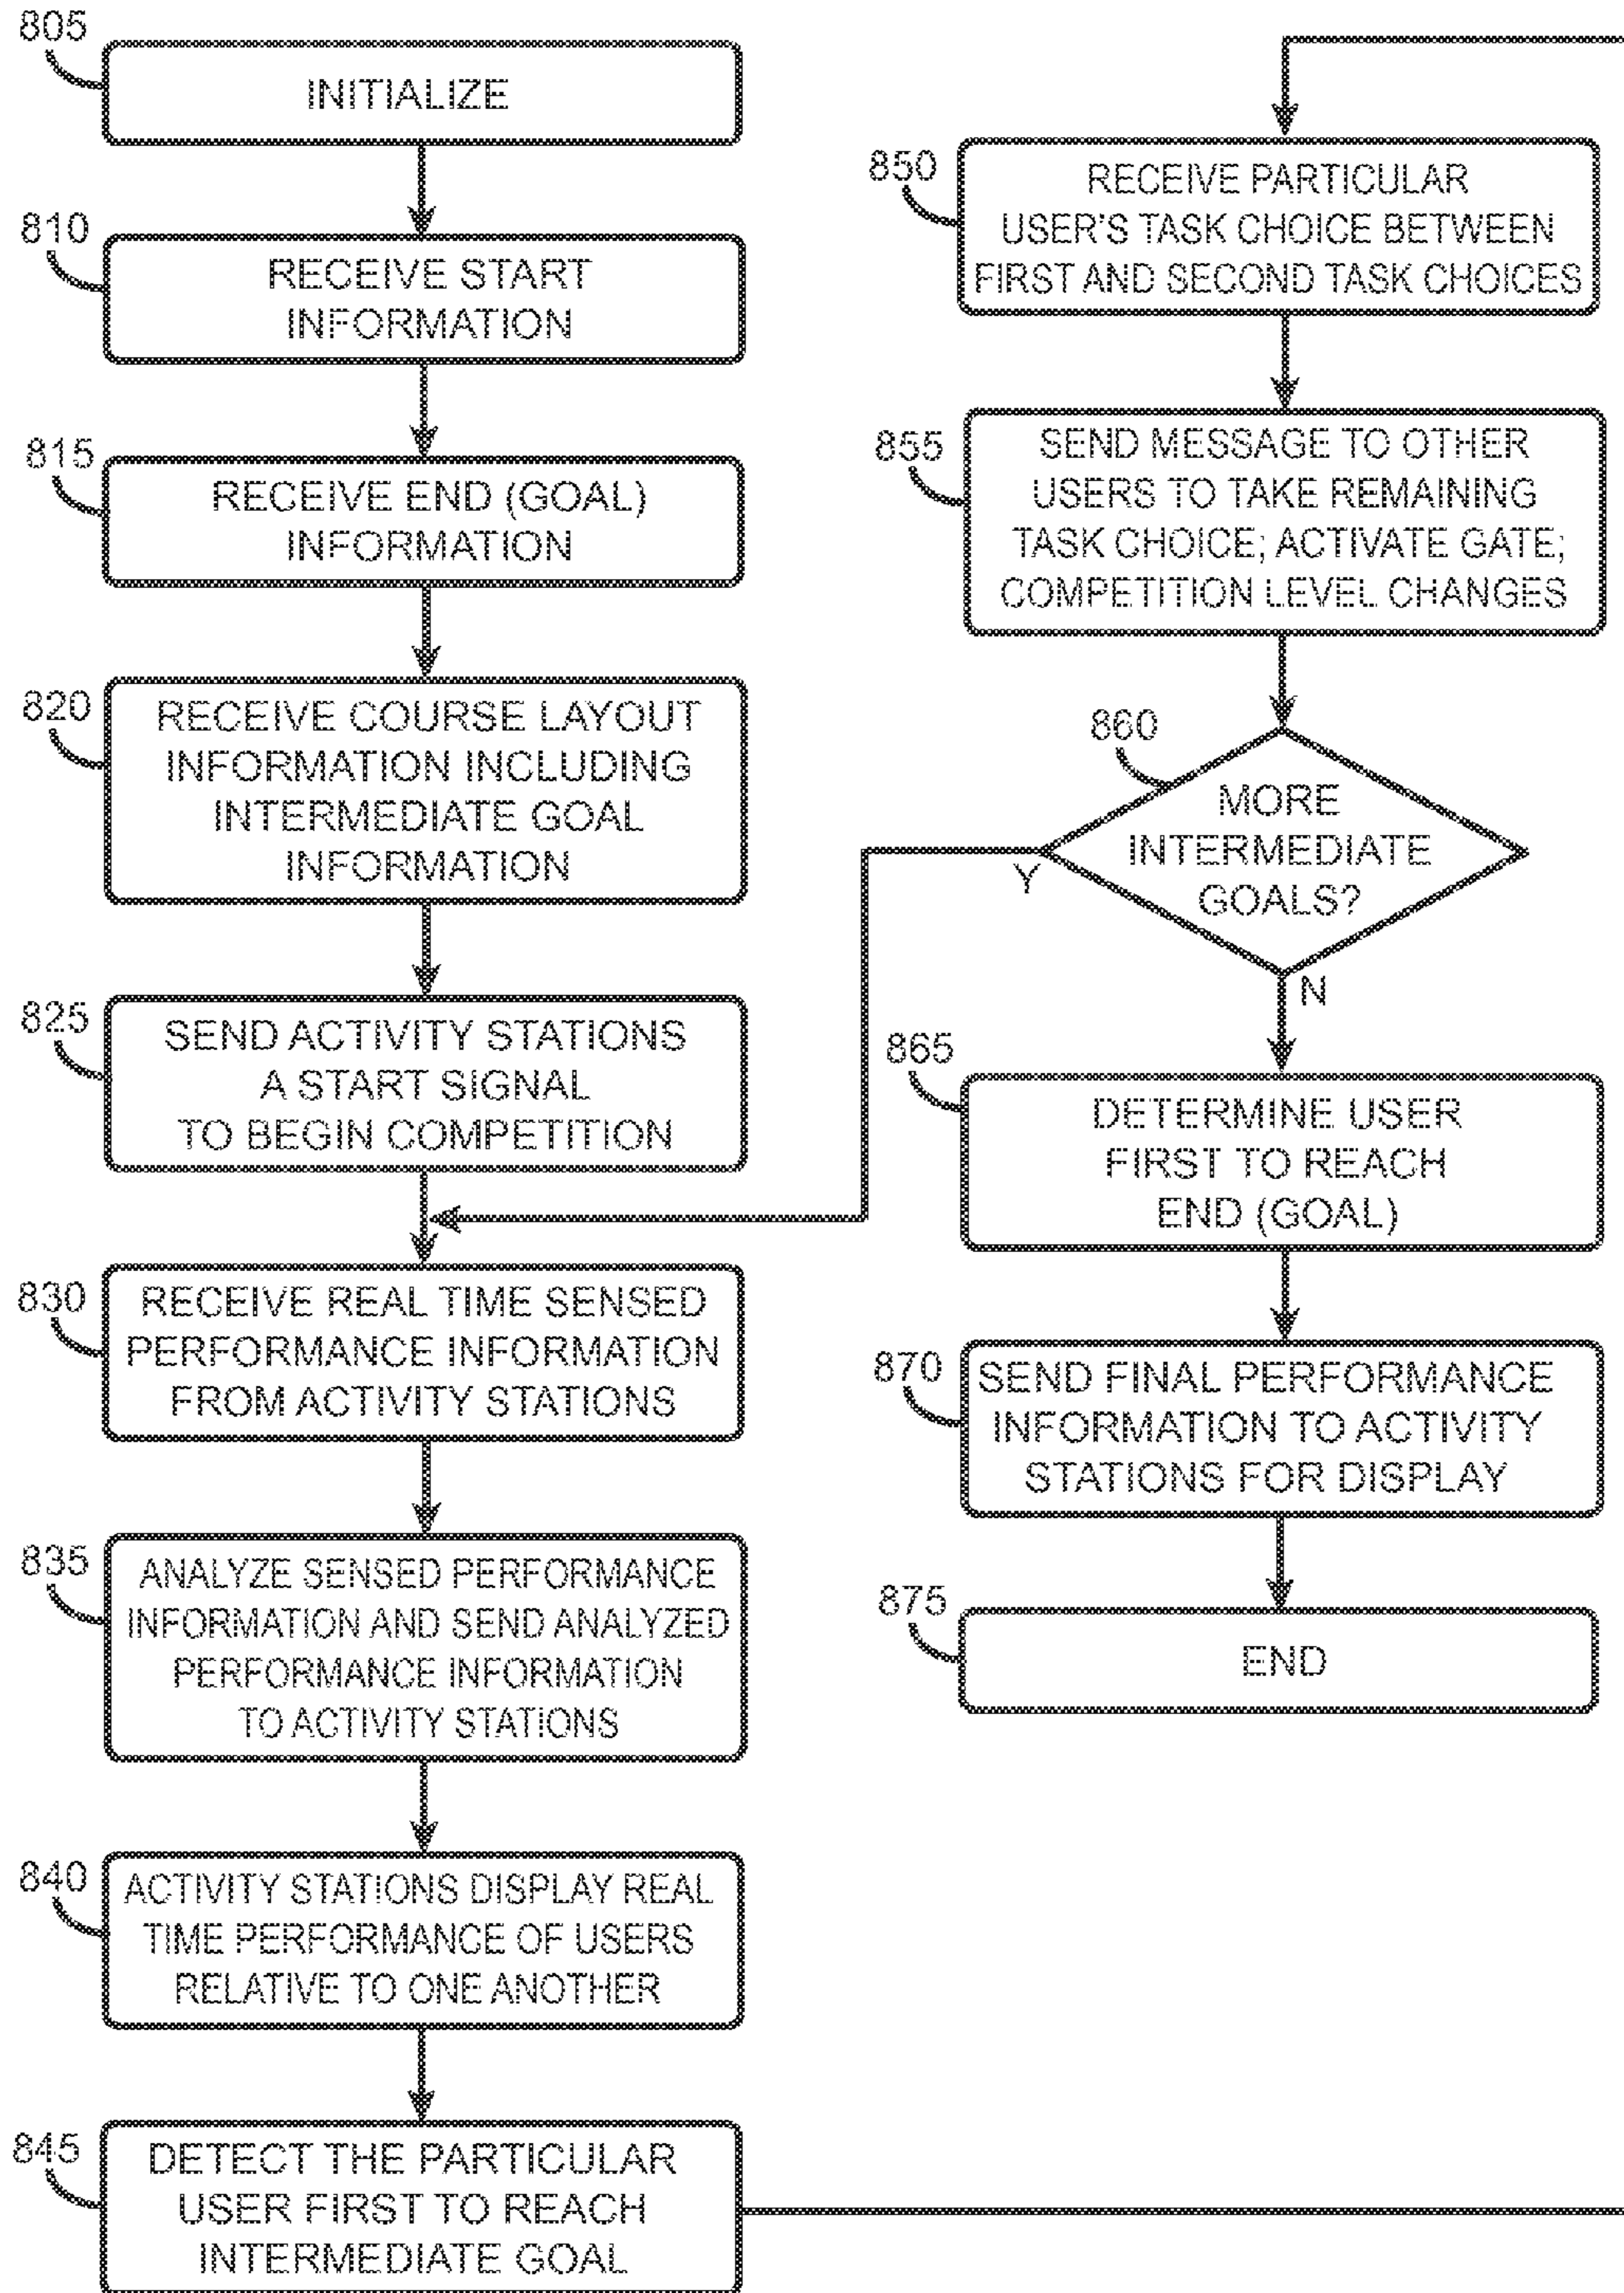 805
INITIALIZE
810
RECEIVE START
INFORMATION
815
RECEIVE END (GOAL)
INFORMATION
820
RECEIVE COURSE LAYOUT
INFORMATION INCLUDING
INTERMEDIATE GOAL
INFORMATION
825
SEND ACTIVITY STATIONS
A START SIGNAL
TO BEGIN COMPETITION
830
RECEIVE REAL TIME SENSED
PERFORMANCE INFORMATION
FROM ACTIVITY STATIONS
835
ANALYZE SENSED PERFORMANCE
INFORMATION AND SEND ANALYZED
PERFORMANCE INFORMATION
TO ACTIVITY STATIONS
840
ACTIVITY STATIONS DISPLAY REAL
TIME PERFORMANCE OF USERS
RELATIVE TO ONE ANOTHER
845
DETECT THE PARTICULAR
USER FIRST TO REACH
INTERMEDIATE GOAL
850
RECEIVE PARTICULAR
USER'S TASK CHOICE BETWEEN
FIRST AND SECOND TASK CHOICES
855
SEND MESSAGE TO OTHER
USERS TO TAKE REMAINING
TASK CHOICE; ACTIVATE GATE;
COMPETITION LEVEL CHANGES
860
MORE
INTERMEDIATE
GOALS?
Y
N
865
DETERMINE USER
FIRST TO REACH
END (GOAL)
870
SEND FINAL PERFORMANCE
INFORMATION TO ACTIVITY
STATIONS FOR DISPLAY
875
END